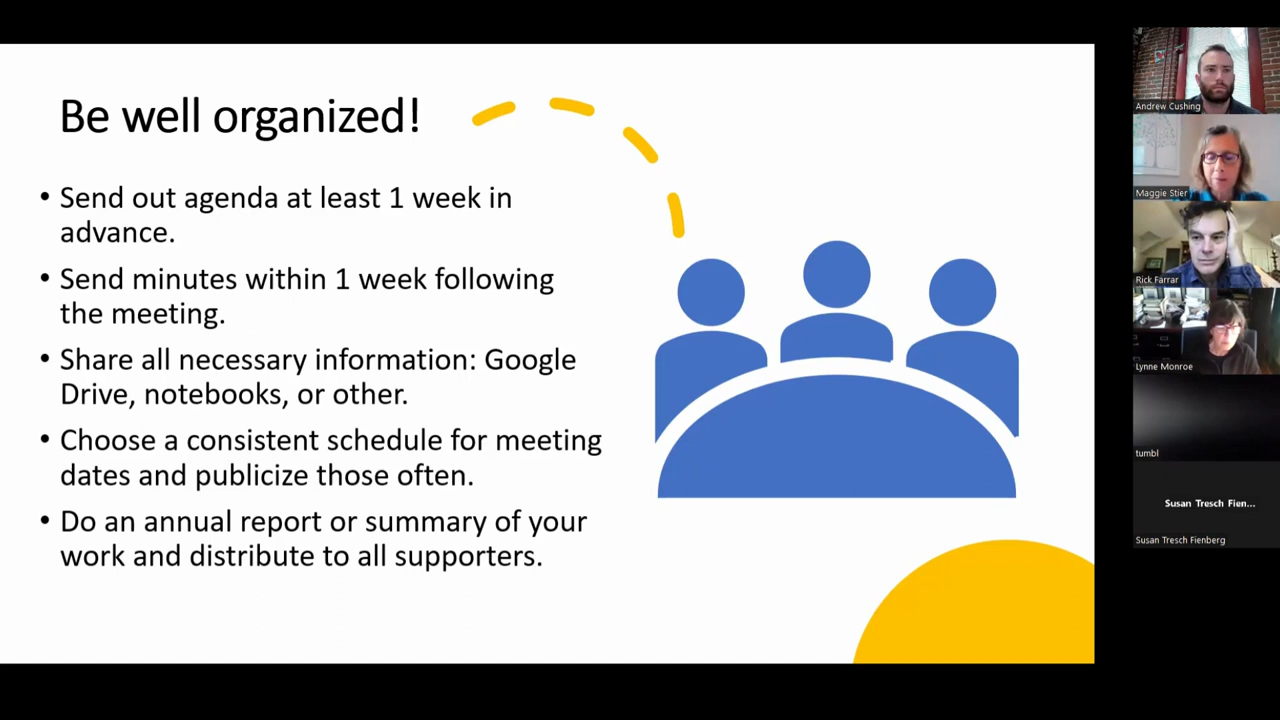 Be well organized!
• Send out agenda at least 1 week in
advance.
• Send minutes within 1 week following
the meeting.
• Share all necessary information: Google
Drive, notebooks, or other.
• Choose a consistent schedule for meeting
dates and publicize those often.
• Do an annual report or summary of your
work and distribute to all supporters.
Andrew Cushing
Maggie Stier
Rick Farrar
Lynne Monroe
tumbl
Susan Tresch Fien...
Susan Tresch Fienberg